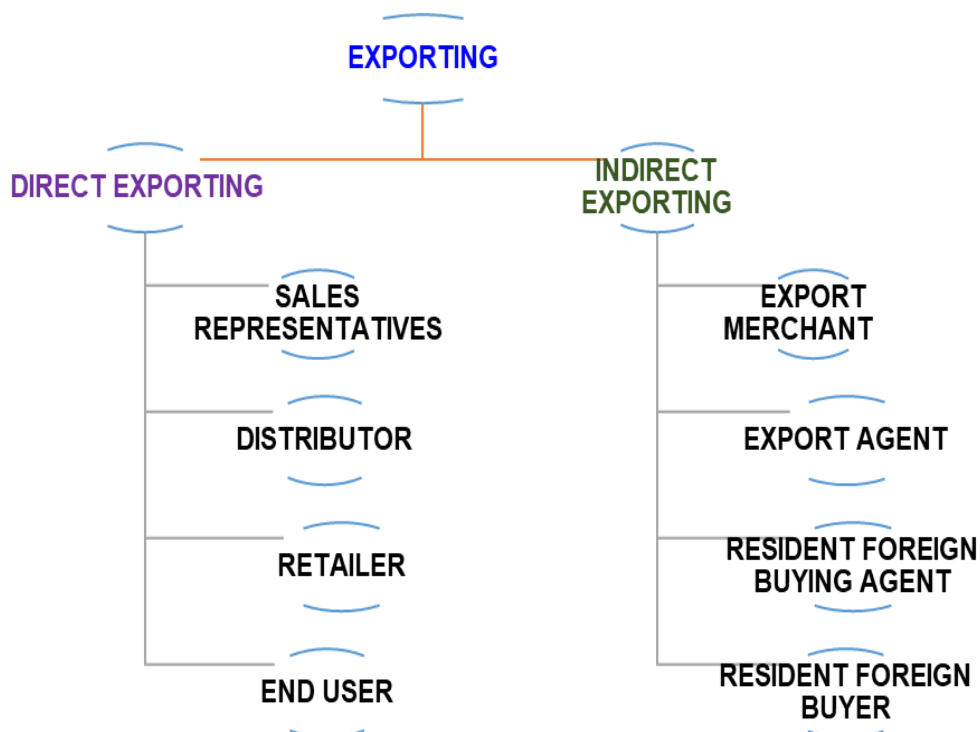 EXPORTING
DIRECT EXPORTING
INDIRECT
EXPORTING
SALES
REPRESENTATIVES
DISTRIBUTOR
RETAILER
END USER
EXPORT
MERCHANT
EXPORT AGENT
RESIDENT FOREIGN
BUYING AGENT
RESIDENT FOREIGN
BUYER